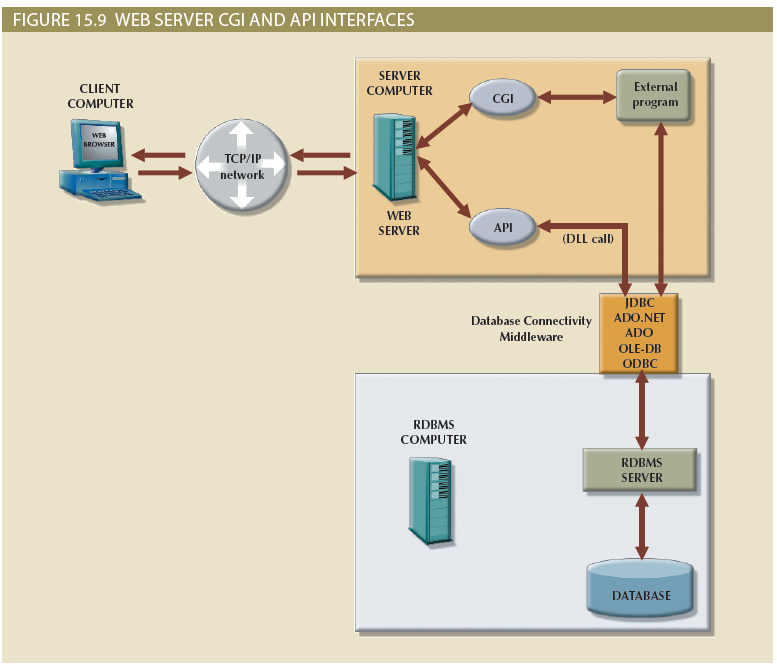 FIGURE 15.9 WEB SERVER CGI AND API INTERFACES
CLIENT
COMPUTER
WEB
BROWSER
TCP/IP
network
SERVER
COMPUTER
WEB
SERVER
CGI
External
program
API
(DLL call)
Database Connectivity
Middleware
JDBC
ADO.NET
ADO
OLE-DB
ODBC
RDBMS
COMPUTER
RDBMS
SERVER
DATABASE